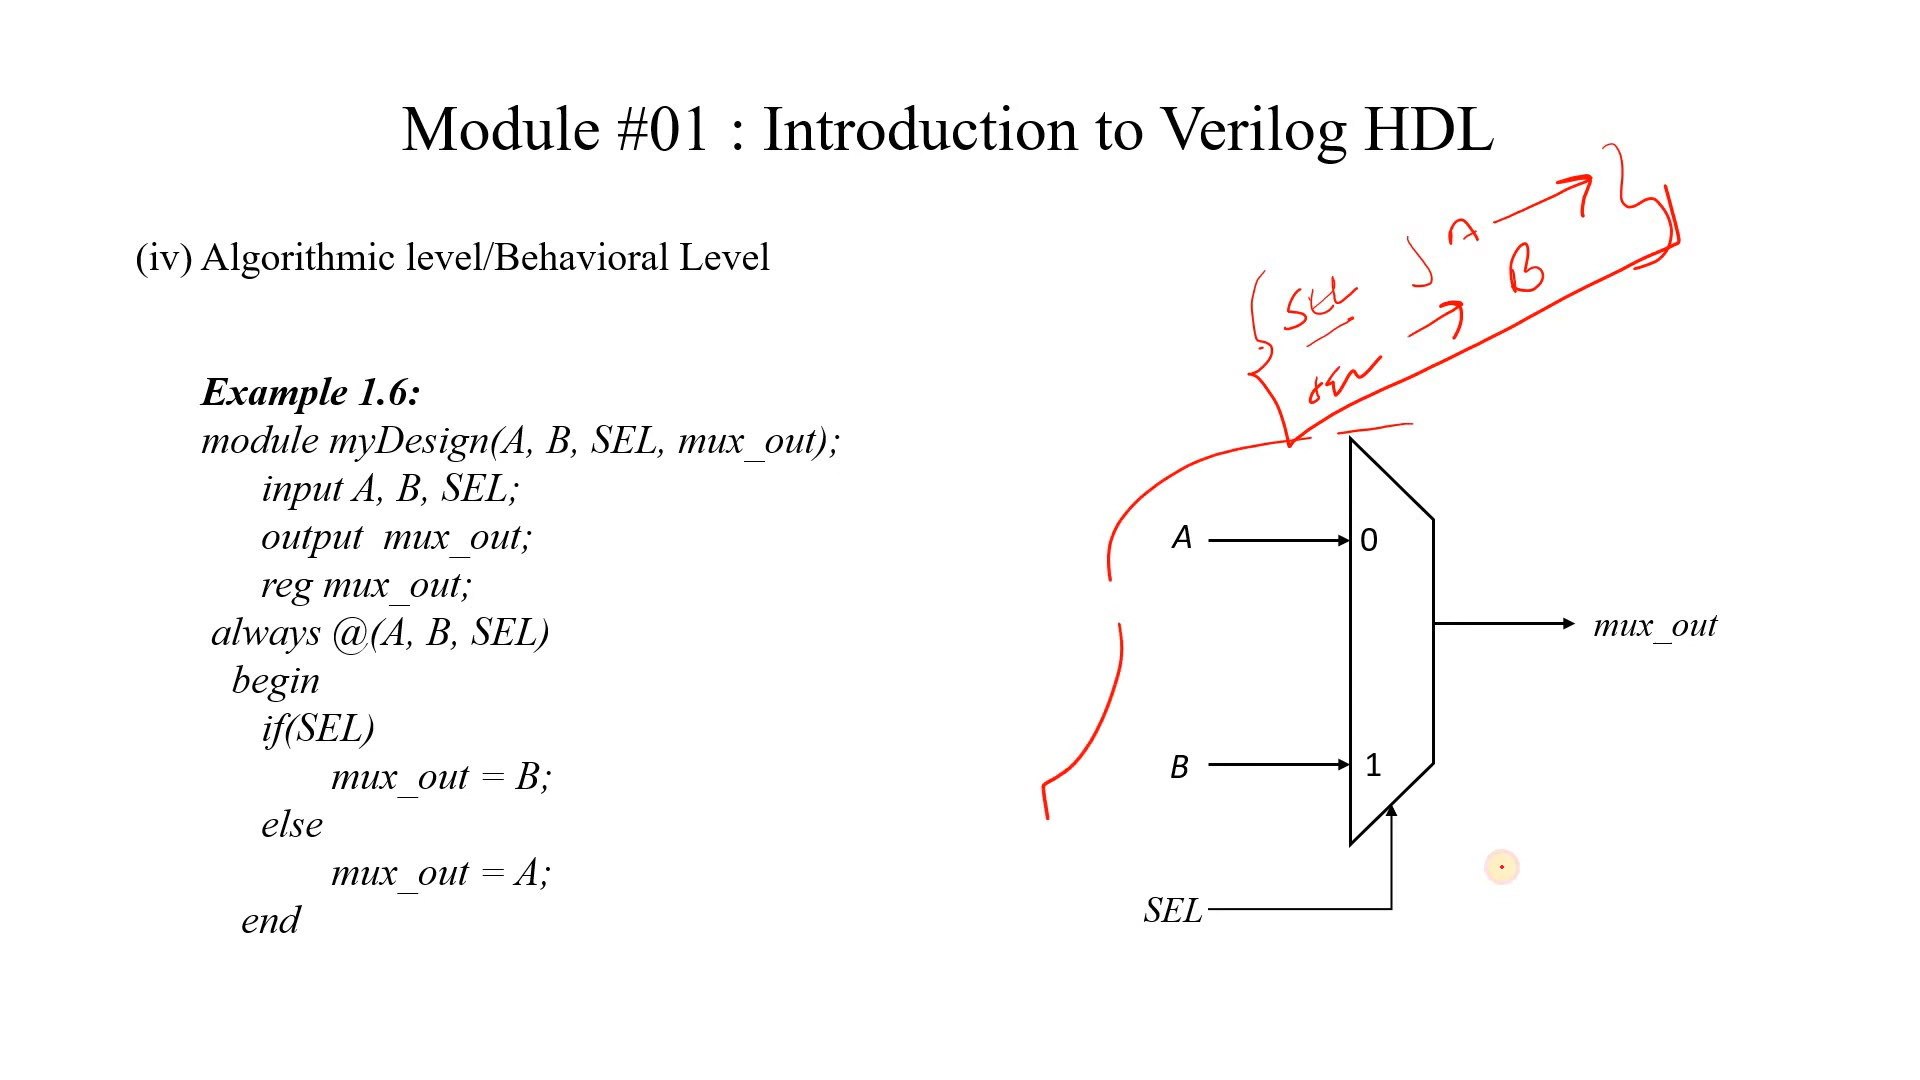 Module #01 : Introduction to Verilog HDL
(iv) Algorithmic level/Behavioral Level
SEL A
B
Example 1.6:
module myDesign(A, B, SEL, mux_out);
input A, B, SEL;
output mux_out;
reg mux_out;
always @(A, B, SEL)
begin
if(SEL)
mux_out = B;
else
mux_out = A;
end
A
0
mux_out
B
1
SEL